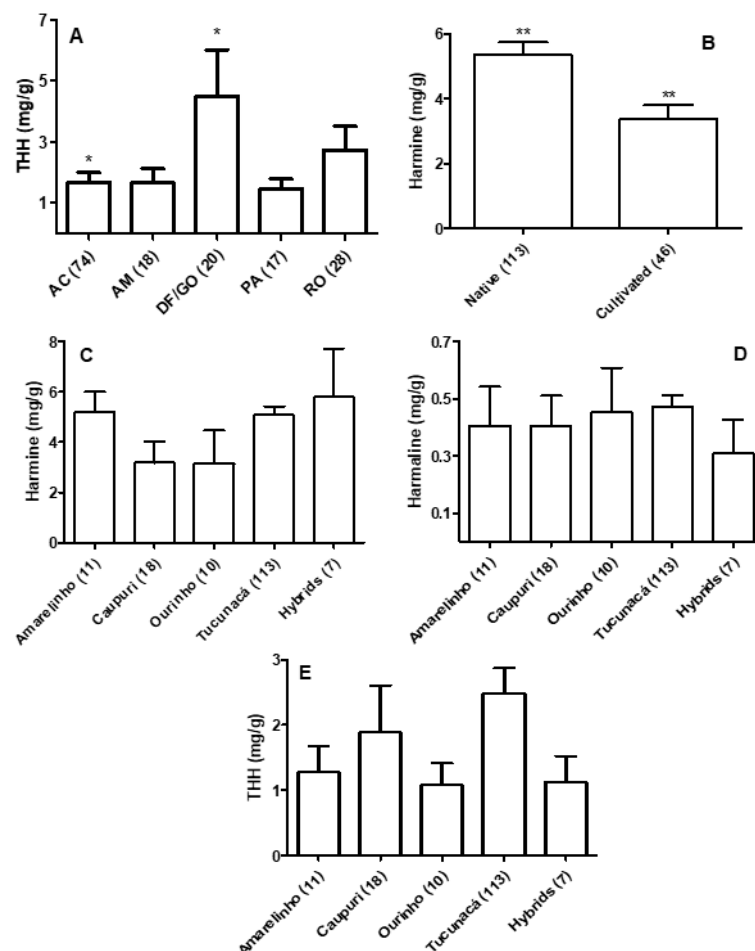 A
THH (mg/g)
7
5
3
1
*
*
AC (74)
AM (18)
DF/GO (20)
PA (17)
RO (28)
B
Harmine (mg/g)
6
4
2
0
**
**
Native (113)
Cultivated (46)
C
Harmine (mg/g)
8
6
4
2
0
Amarelinho (11)
Caupuri (18)
Ourinho (10)
Tucunacá (113)
Hybrids (7)
D
Harmaline (mg/g)
0.7
0.5
0.3
0.1
Amarelinho (11)
Caupuri (18)
Ourinho (10)
Tucunacá (113)
Hybrids (7)
E
THH (mg/g)
3
2
1
0
Amarelinho (11)
Caupuri (18)
Ourinho (10)
Tucunacá (113)
Hybrids (7)